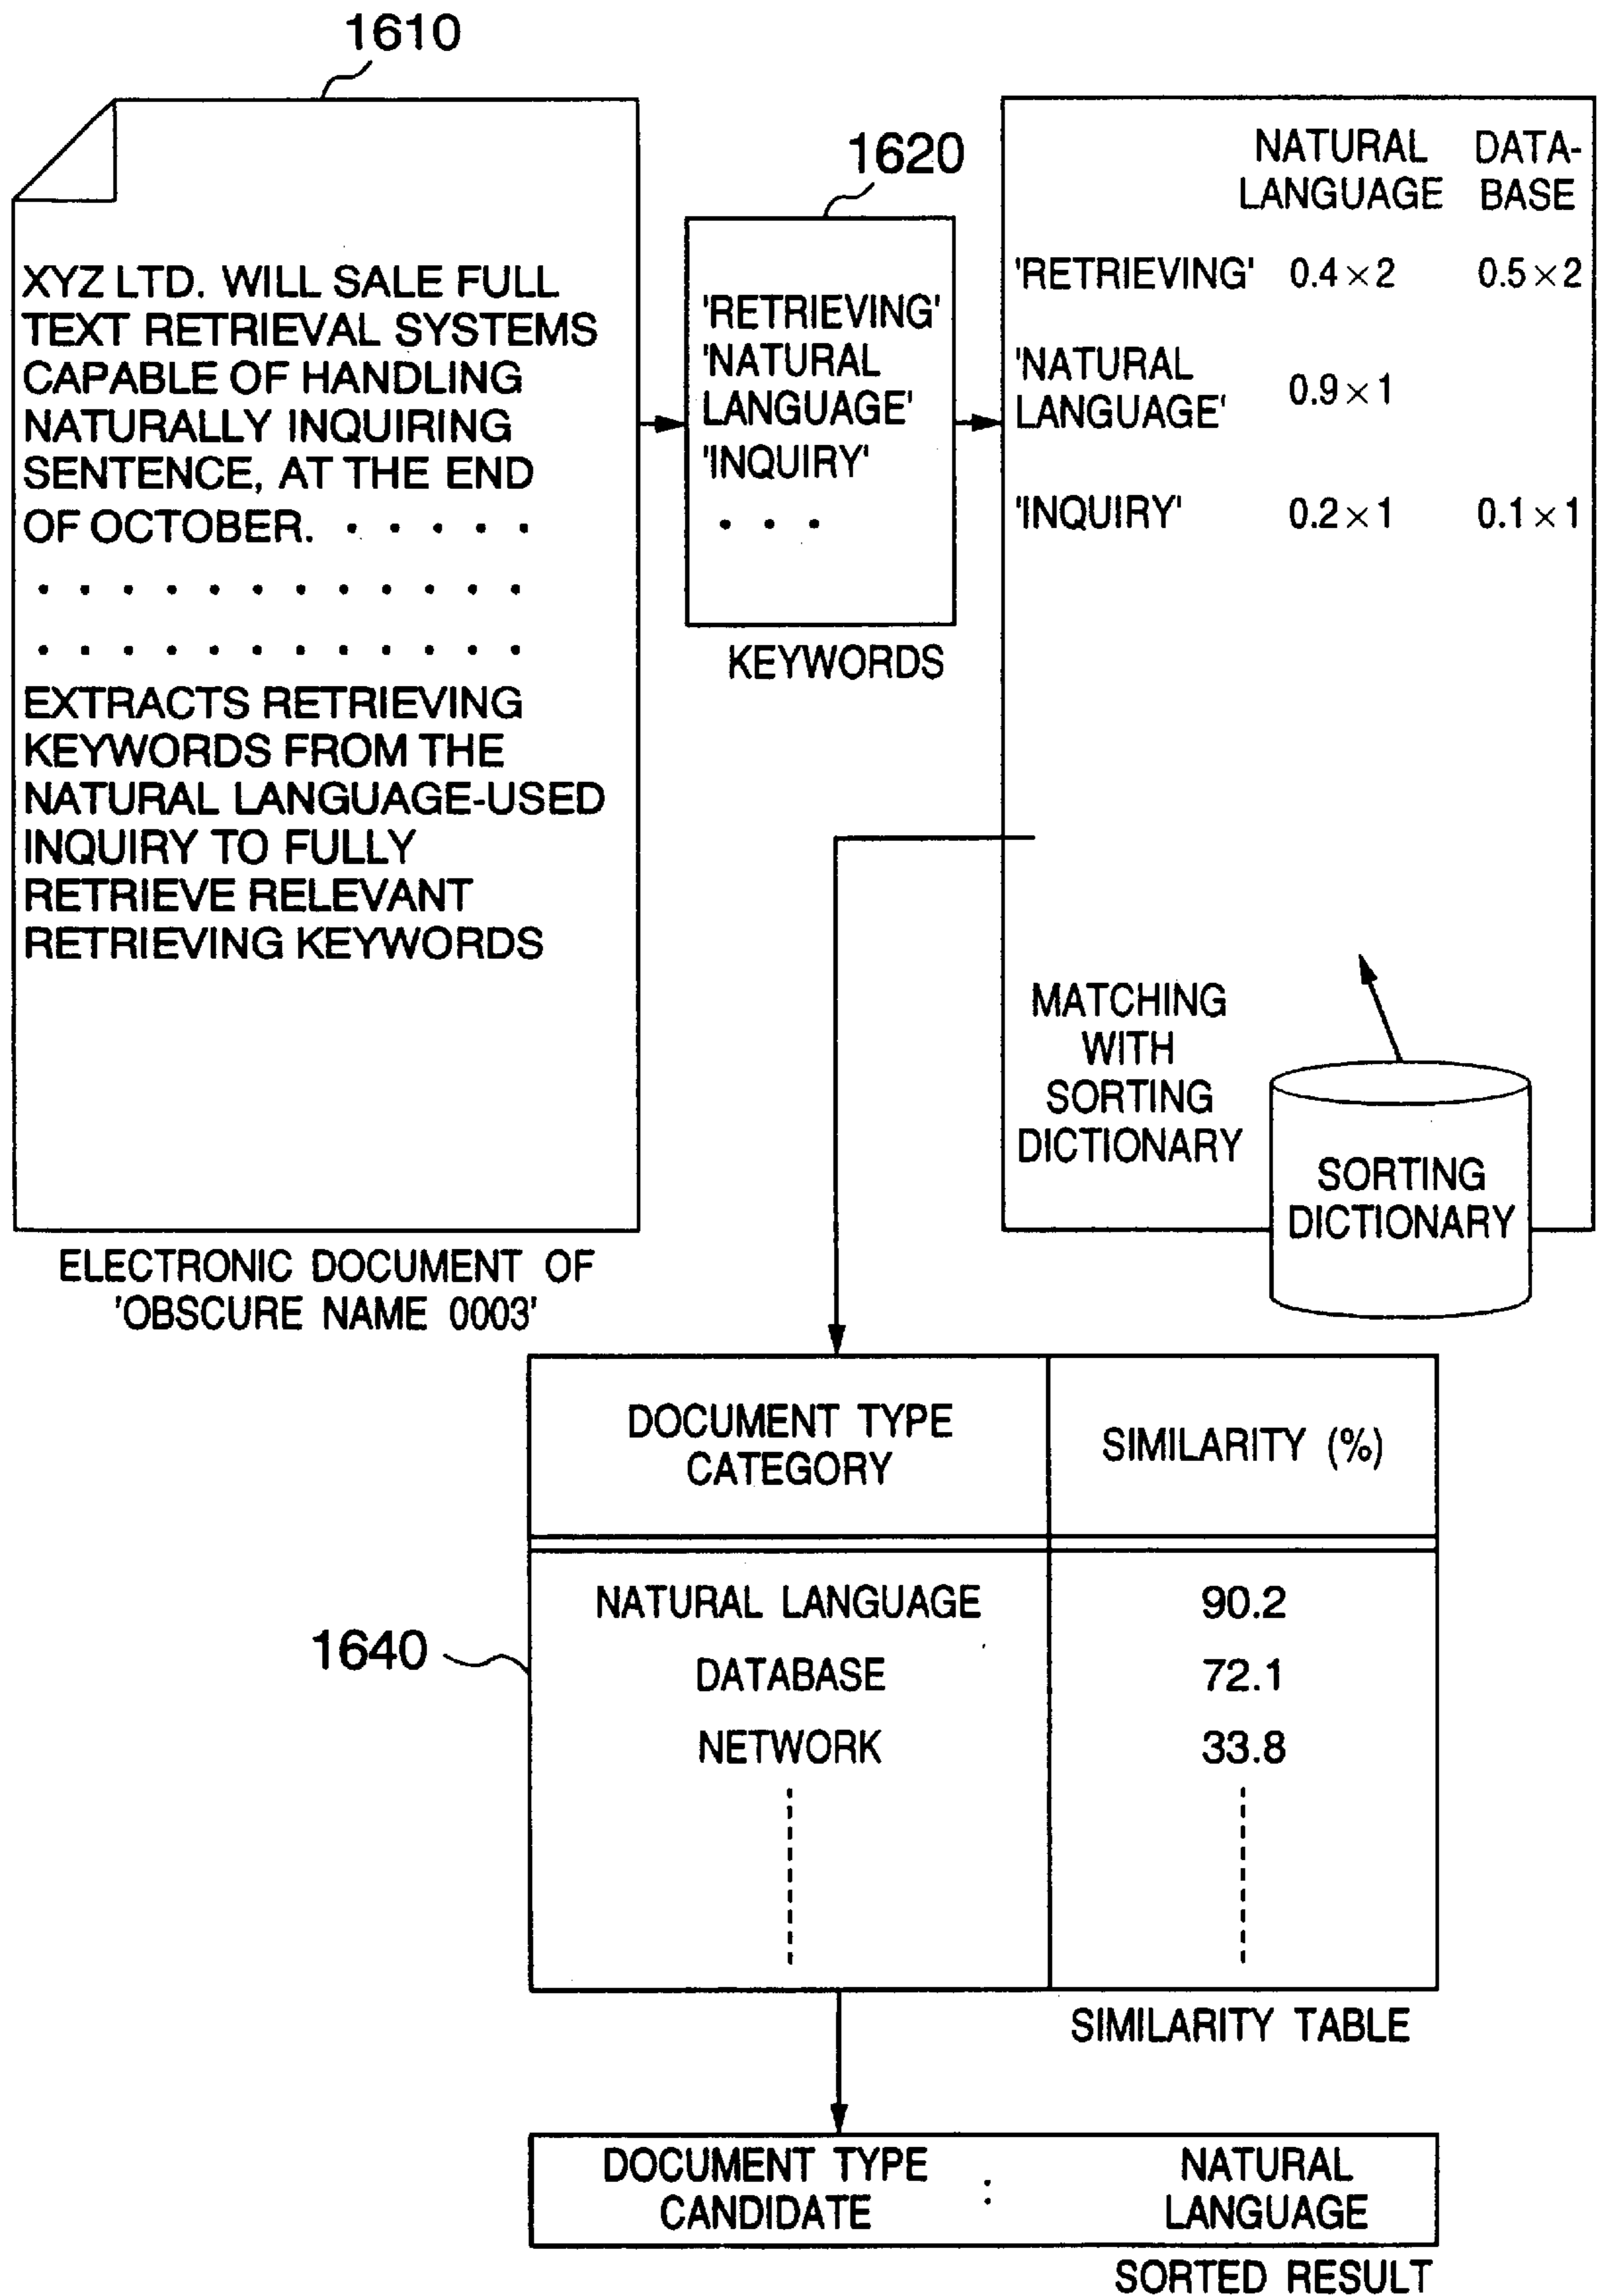 1610
XYZ LTD. WILL SALE FULL
TEXT RETRIEVAL SYSTEMS
CAPABLE OF HANDLING
NATURALLY INQUIRING
SENTENCE, AT THE END
OF OCTOBER. · · · · ·
· · · · · · · · · · · ·
· · · · · · · · · · · ·
EXTRACTS RETRIEVING
KEYWORDS FROM THE
NATURAL LANGUAGE-USED
INQUIRY TO FULLY
RETRIEVE RELEVANT
RETRIEVING KEYWORDS
ELECTRONIC DOCUMENT OF
'OBSCURE NAME 0003'
1620
'RETRIEVING'
'NATURAL
LANGUAGE'
'INQUIRY'
· · ·
KEYWORDS
NATURAL DATA-
LANGUAGE BASE
'RETRIEVING' 0.4×2 0.5×2
'NATURAL
LANGUAGE' 0.9×1
'INQUIRY' 0.2×1 0.1×1
MATCHING
WITH
SORTING
DICTIONARY
SORTING
DICTIONARY
DOCUMENT TYPE
CATEGORY
SIMILARITY (%)
1640
NATURAL LANGUAGE 90.2
DATABASE 72.1
NETWORK 33.8
SIMILARITY TABLE
DOCUMENT TYPE
CANDIDATE
:
NATURAL
LANGUAGE
SORTED RESULT